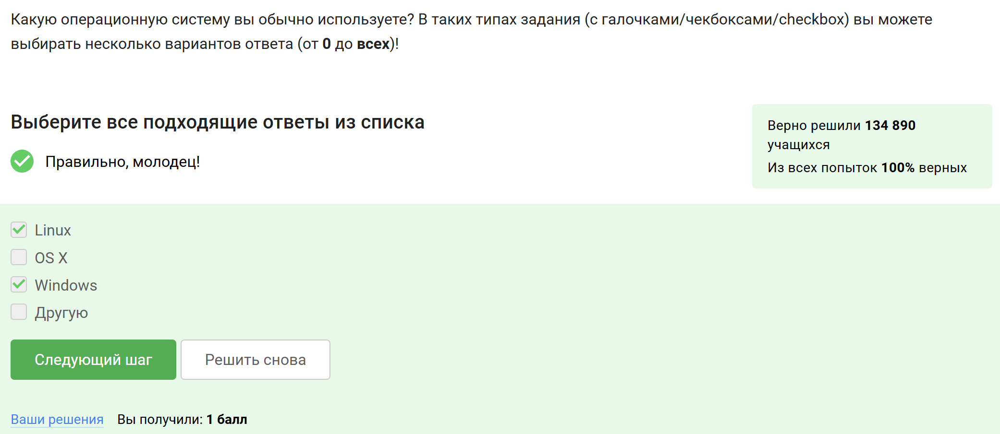 Какую операционную систему вы обычно используете? В таких типах задания (с галочками/чекбоксами/checkbox) вы можете
выбирать несколько вариантов ответа (от 0 до всех)!
Выберите все подходящие ответы из списка
Правильно, молодец!
Верно решили 134 890
учащихся
Из всех попыток 100% верных
Linux
OS X
Windows
Другую
Следующий шаг
Решить снова
Ваши решения
Вы получили: 1 балл